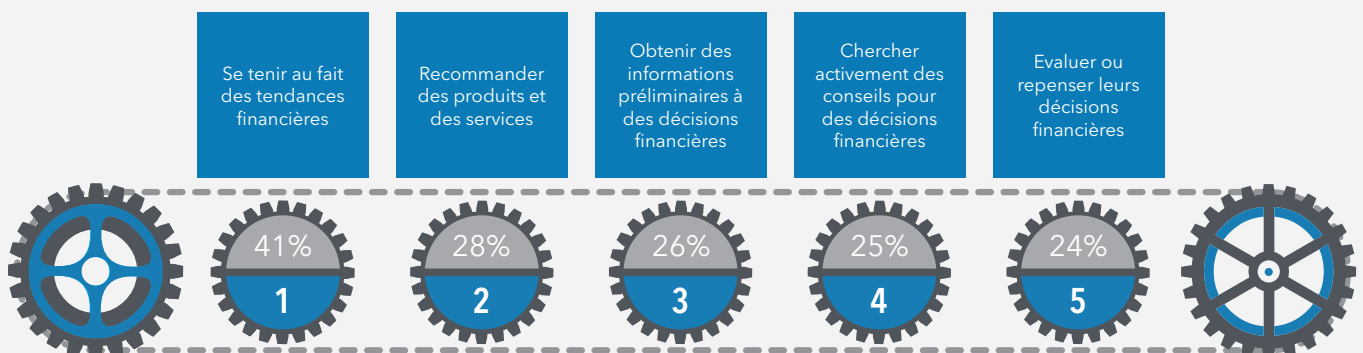 Se tenir au fait
des tendances
financières
Recommander
des produits et
des services
Obtenir des
informations
préliminaires à
des décisions
financières
Chercher
activement des
conseils pour
des décisions
financières
Evaluer ou
repenser leurs
décisions
financières
41%
1
28%
2
26%
3
25%
4
24%
5